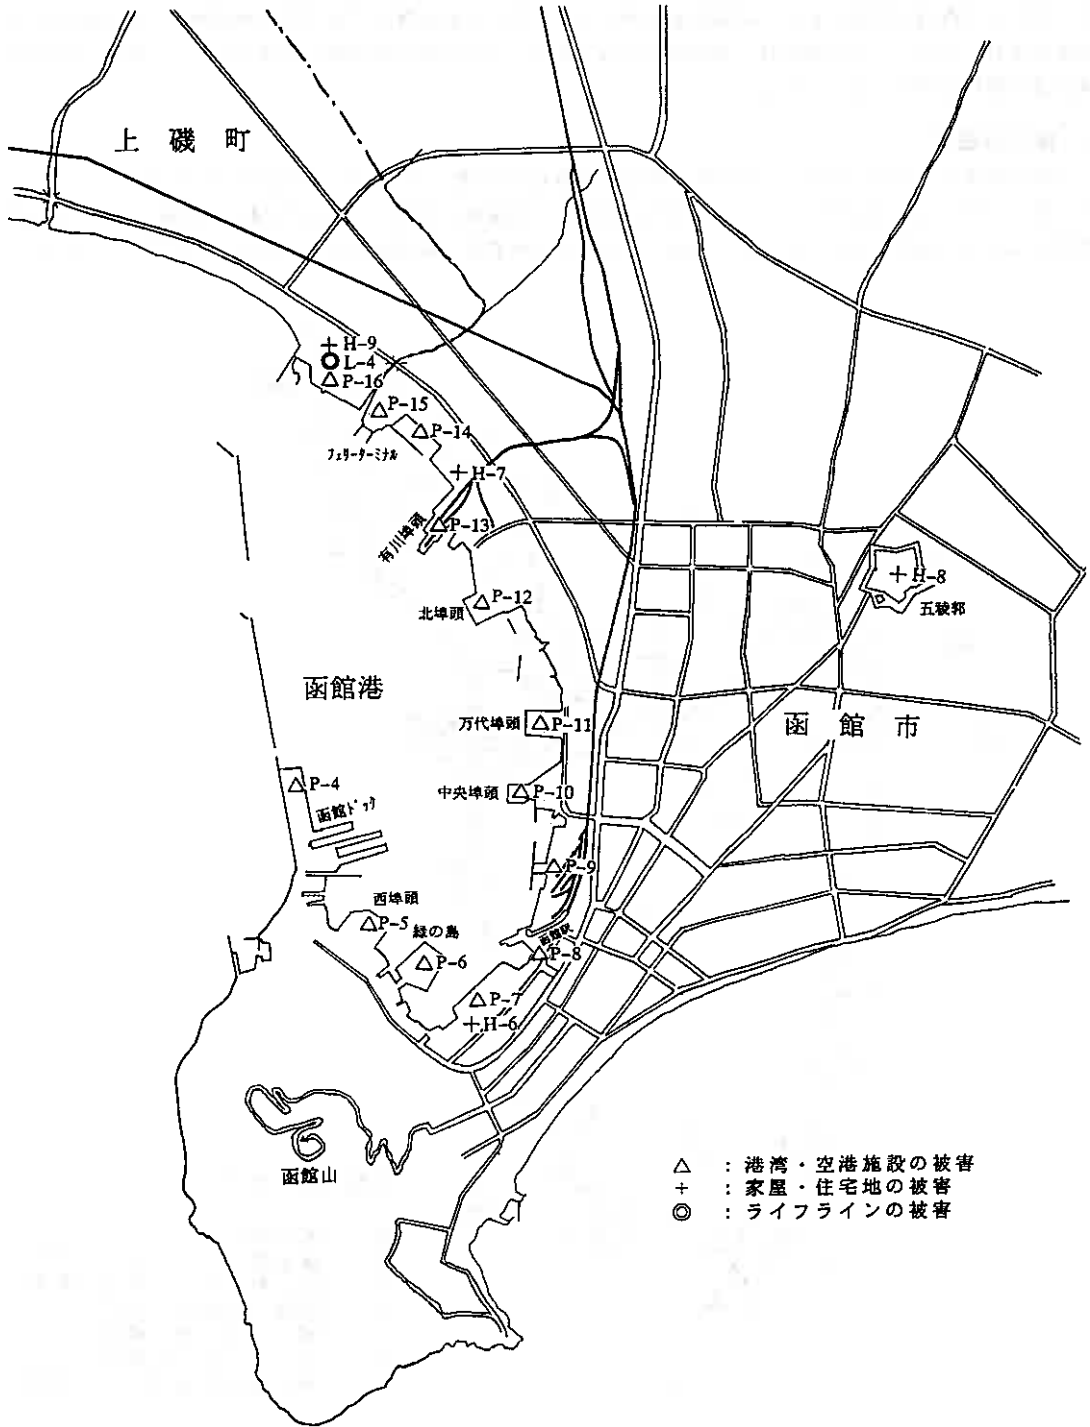 上磯町
H-9
L-4
P-16
P-15
P-14
フェリーターミナル
H-7
有川埠頭
P-13
H-8
五稜郭
P-12
北埠頭
函館港
万代埠頭
P-11
函館市
P-4
中央埠頭
P-10
函館ドック
P-9
西埠頭
P-5
緑の島
P-6
函館駅
P-8
P-7
H-6
函館山
△ : 港湾・空港施設の被害
+ : 家屋・住宅地の被害
◎ : ライフラインの被害